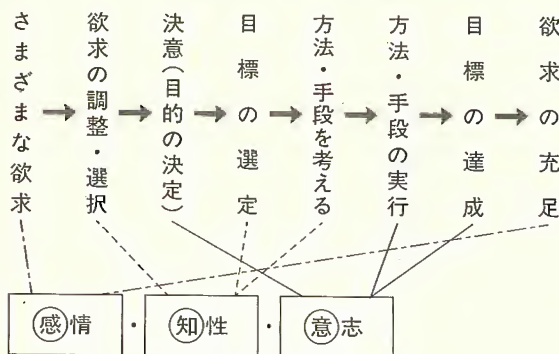 さまざまな欲求
欲求の調整・選択
決意(目的の決定)
目標の選定
方法・手段を考える
方法・手段の実行
目標の達成
欲求の充足
感情・知性・意志